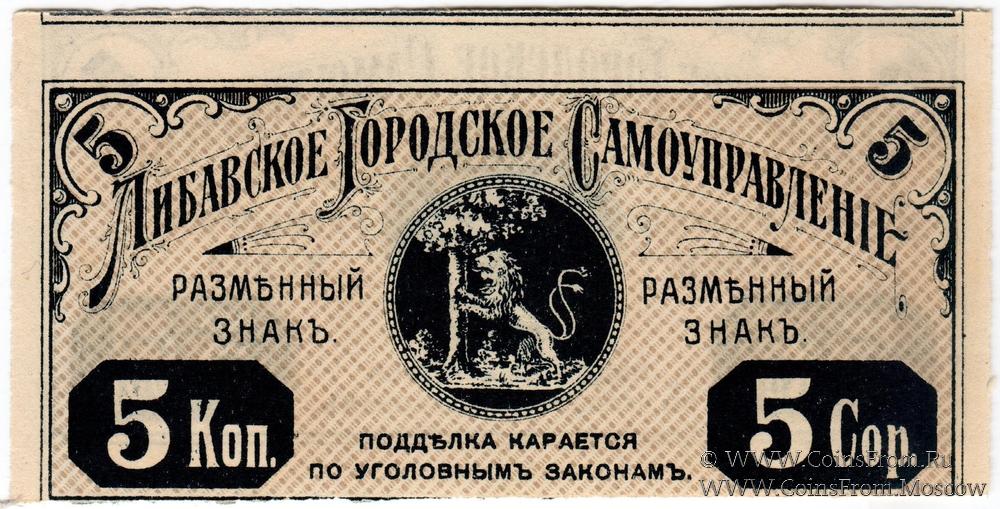 5 5
Либавское Городское Самоуправленіе
РАЗМѢННЫЙ
ЗНАКЪ.
РАЗМѢННЫЙ
ЗНАКЪ.
5 Коп.
5 Cop.
ПОДДѢЛКА КАРАЕТСЯ
ПО УГОЛОВНЫМЪ ЗАКОНАМЪ.
© www.CoinsFrom.Ru
www.CoinsFrom.Moscow